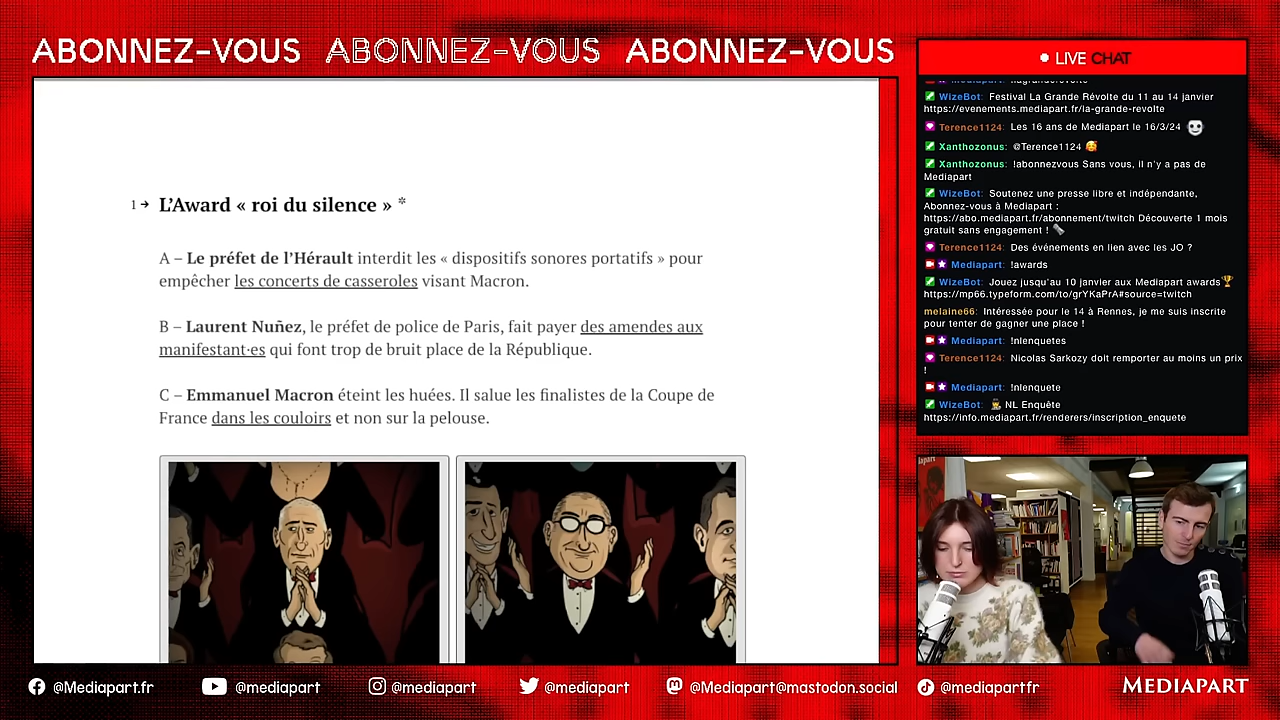 ABONNEZ-VOUS ABONNEZ-VOUS ABONNEZ-VOUS
1 → L’Award « roi du silence » *
A – Le préfet de l’Hérault interdit les « dispositifs sonores portatifs » pour
empêcher les concerts de casseroles visant Macron.
B – Laurent Nuñez, le préfet de police de Paris, fait payer des amendes aux
manifestant·es qui font trop de bruit place de la République.
C – Emmanuel Macron éteint les huées. Il salue les finalistes de la Coupe de
France dans les couloirs et non sur la pelouse.
LIVE CHAT
WizeBot: Festival La Grande Révolte du 11 au 14 janvier
https://evenements.mediapart.fr/la-grande-revolte
Terence1124: Les 16 ans de Mediapart le 16/3/24
Xanthozonus: @Terence1124 🥰
Xanthozonus: !abonnezvous Sans vous, il n'y a pas de
Mediapart
WizeBot: Soutenez une presse libre et indépendante,
Abonnez-vous à Mediapart :
https://abo.mediapart.fr/abonnement/twitch Découverte 1 mois
gratuit sans engagement ! 🗞️
Terence1124: Des événements en lien avec les JO ?
Mediapart: !awards
WizeBot: Jouez jusqu'au 10 janvier aux Mediapart awards🏆
https://mp66.typeform.com/to/grYKaPrA#source=twitch
melaine66: Intéressée pour le 14 à Rennes, je me suis inscrite
pour tenter de gagner une place !
Mediapart: !nlenquetes
Terence1124: Nicolas Sarkozy doit remporter au moins un prix
!
Mediapart: !nlenquete
WizeBot: 🕵️ NL Enquête
https://info.mediapart.fr/renderers/inscription_enquete
@Mediapart.fr @mediapart @mediapart @mediapart @Mediapart@mastodon.social @mediapartfr MEDIAPART